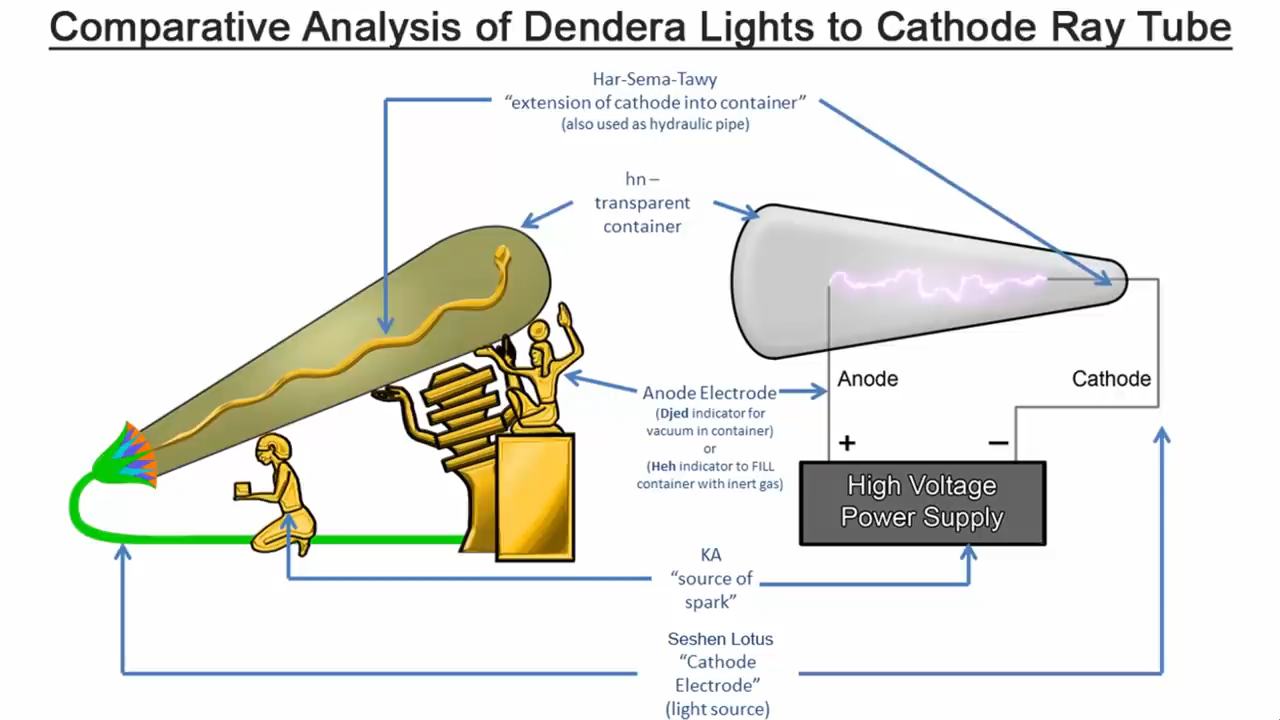 Comparative Analysis of Dendera Lights to Cathode Ray Tube
Har-Sema-Tawy
“extension of cathode into container”
(also used as hydraulic pipe)
hn –
transparent
container
Anode Electrode
(Djed indicator for
vacuum in container)
or
(Heh indicator to FILL
container with inert gas)
Anode
Cathode
+
–
High Voltage
Power Supply
KA
“source of
spark”
Seshen Lotus
“Cathode
Electrode”
(light source)